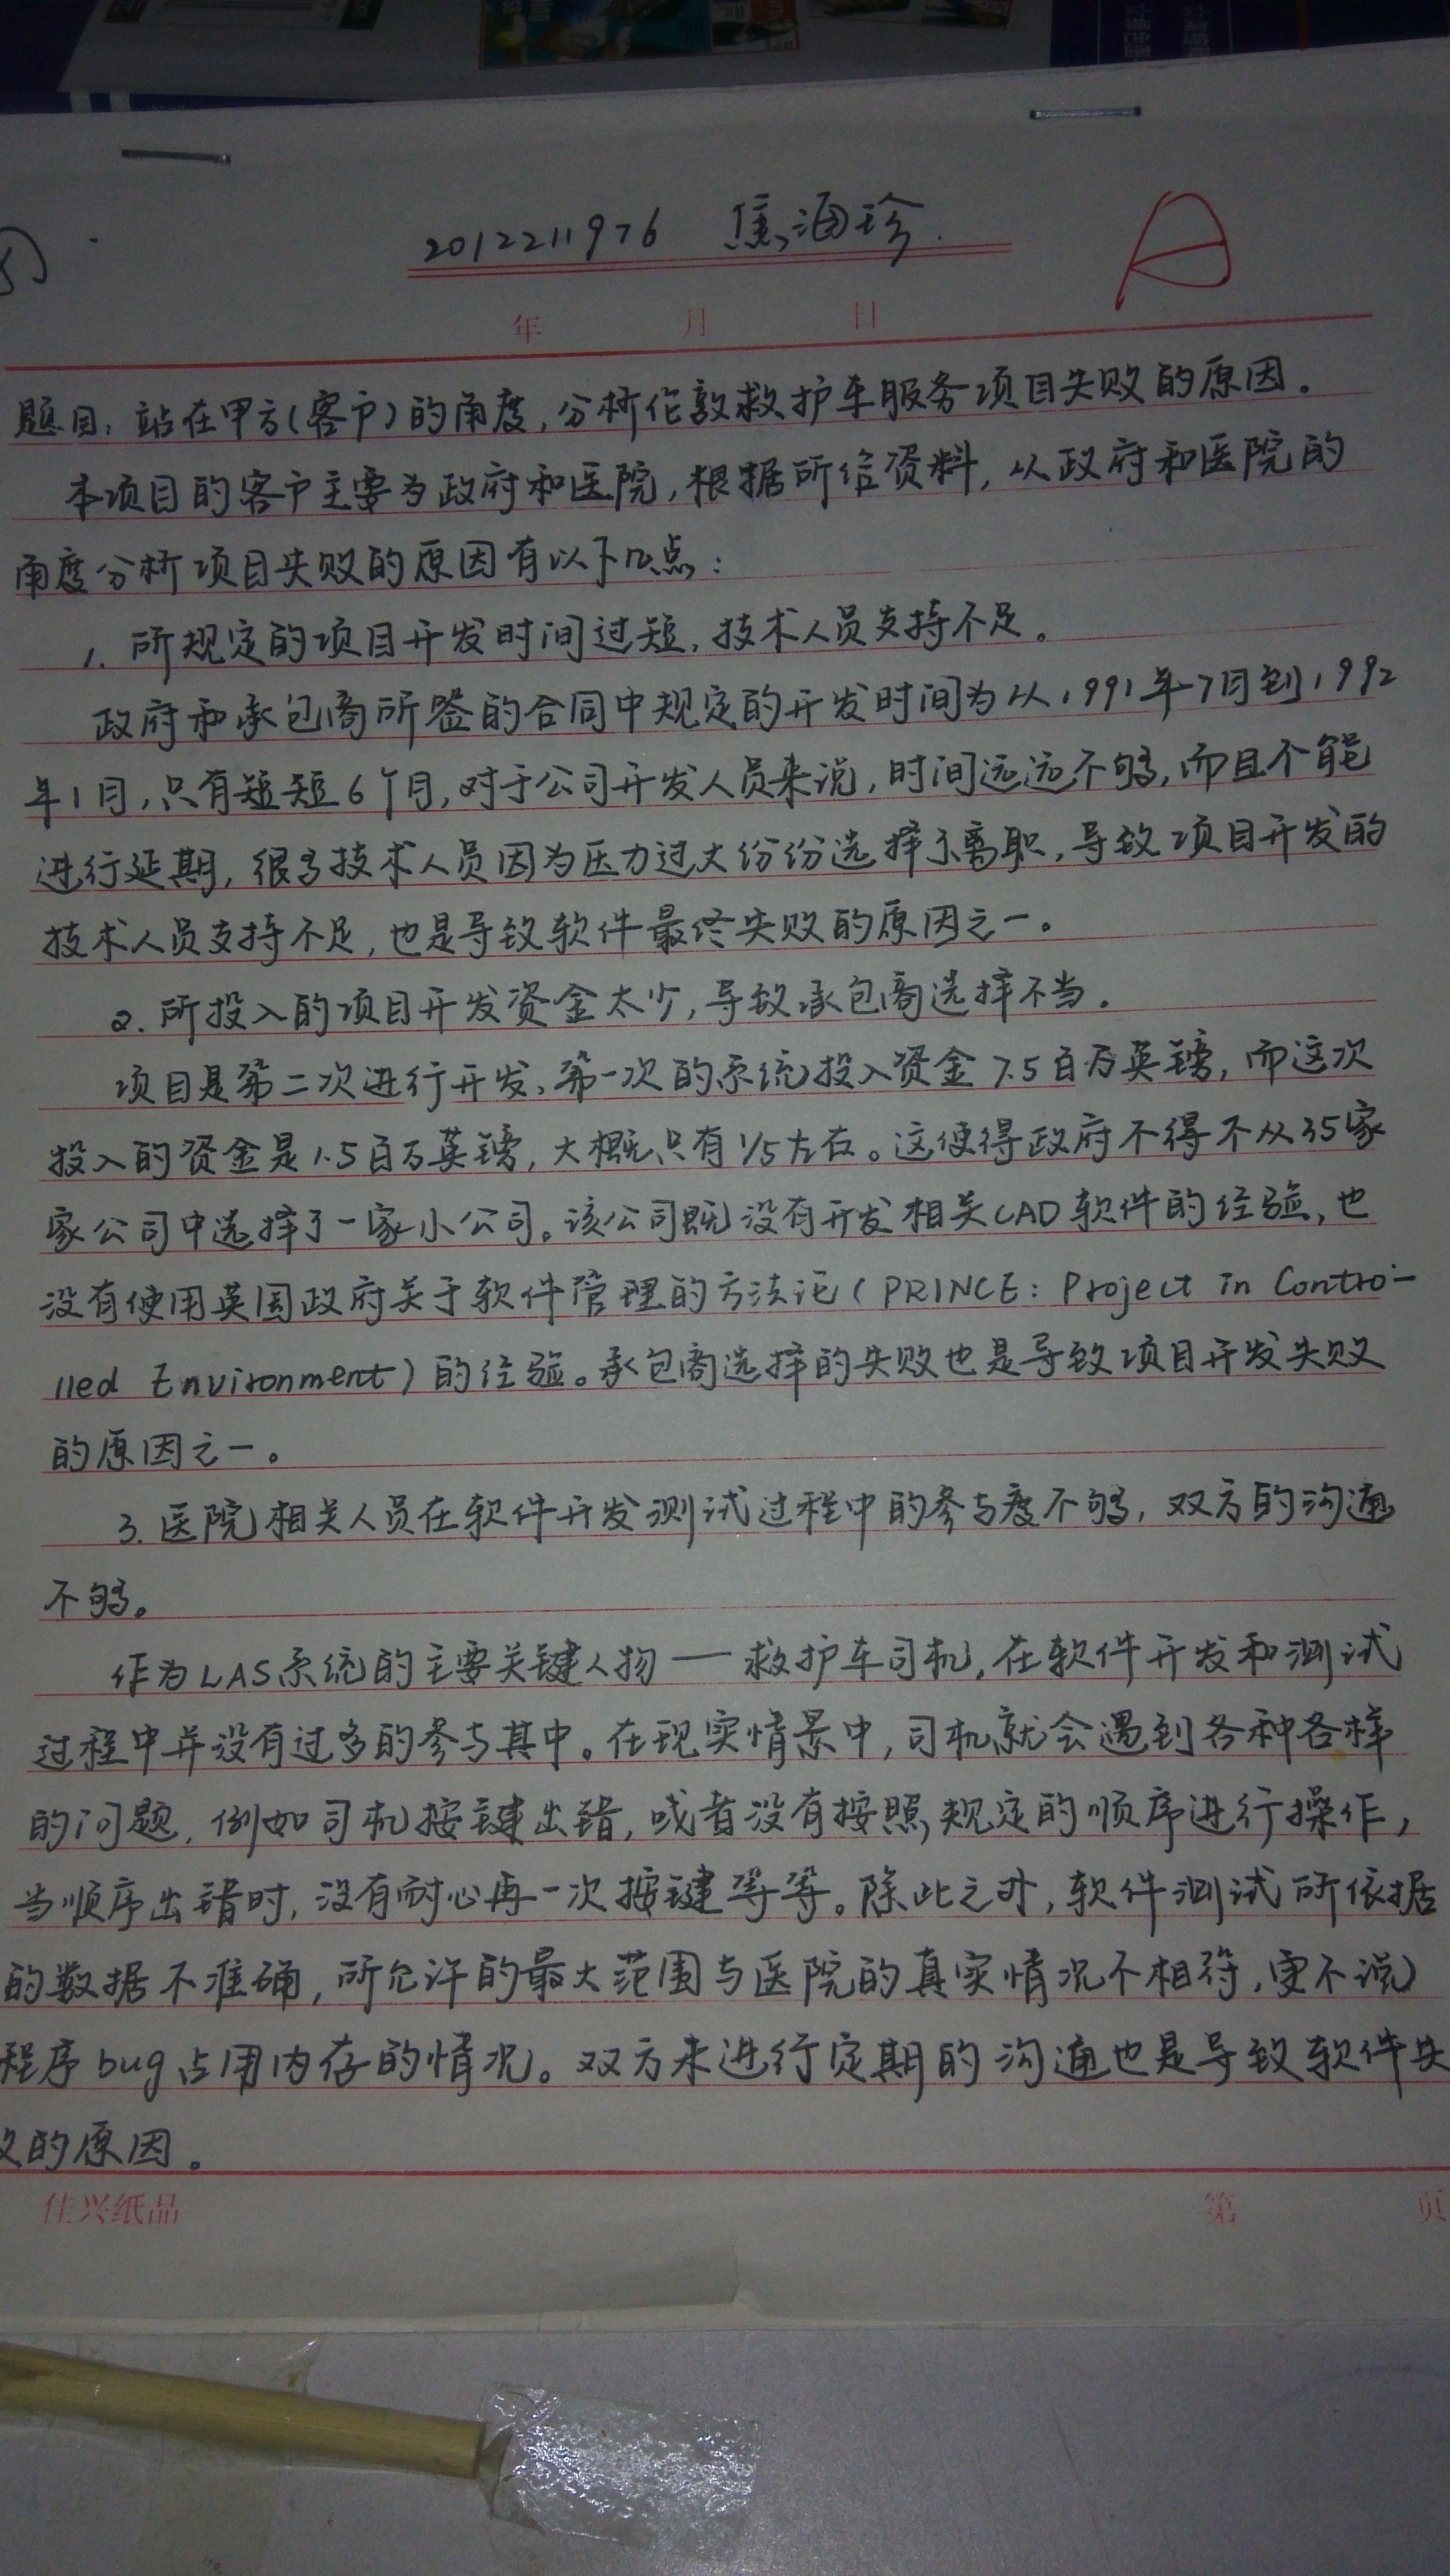 2012211976 焦海珍
A
年 月 日
题目：站在甲方(客户)的角度,分析伦敦救护车服务项目失败的原因。
本项目的客户主要为政府和医院,根据所给资料,从政府和医院的
角度分析项目失败的原因有以下几点：
1. 所规定的项目开发时间过短,技术人员支持不足。
政府和承包商所签的合同中规定的开发时间为从1991年7月到1992
年1月,只有短短6个月,对于公司开发人员来说,时间远远不够,而且不能
进行延期,很多技术人员因为压力过大份份选择了离职,导致项目开发的
技术人员支持不足,也是导致软件最终失败的原因之一。
2. 所投入的项目开发资金太少,导致承包商选择不当。
项目是第二次进行开发,第一次的系统投入资金7.5百万英镑,而这次
投入的资金是1.5百万英镑,大概只有1/5左右。这使得政府不得不从35家
家公司中选择了一家小公司。该公司既没有开发相关CAD软件的经验,也
没有使用英国政府关于软件管理的方法论(PRINCE: Project in Contro-
lled Environment)的经验。承包商选择的失败也是导致项目开发失败
的原因之一。
3. 医院相关人员在软件开发测试过程中的参与度不够,双方的沟通
不够。
作为LAS系统的主要关键人物——救护车司机,在软件开发和测试
过程中并没有过多的参与其中。在现实情景中,司机就会遇到各种各样
的问题,例如司机按键出错,或者没有按照规定的顺序进行操作,
当顺序出错时,没有耐心再一次按键等等。除此之外,软件测试所依据
的数据不准确,所允许的最大范围与医院的真实情况不相符,更不说
程序bug占用内存的情况。双方未进行定期的沟通也是导致软件失
败的原因。
佳兴纸品 第 页